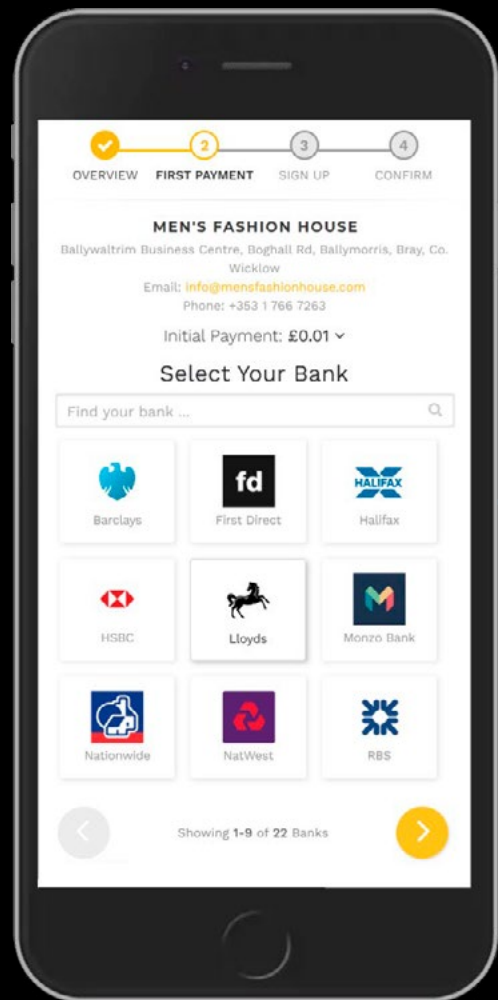 2 3 4
OVERVIEW FIRST PAYMENT SIGN UP CONFIRM
MEN'S FASHION HOUSE
Ballywaltrim Business Centre, Boghall Rd, Ballymorris, Bray, Co.
Wicklow
Email: info@mensfashionhouse.com
Phone: +353 1 766 7263
Initial Payment: £0.01
Select Your Bank
Find your bank ...
fd HALIFAX
Barclays First Direct Halifax
HSBC Lloyds Monzo Bank
Nationwide NatWest RBS
Showing 1-9 of 22 Banks